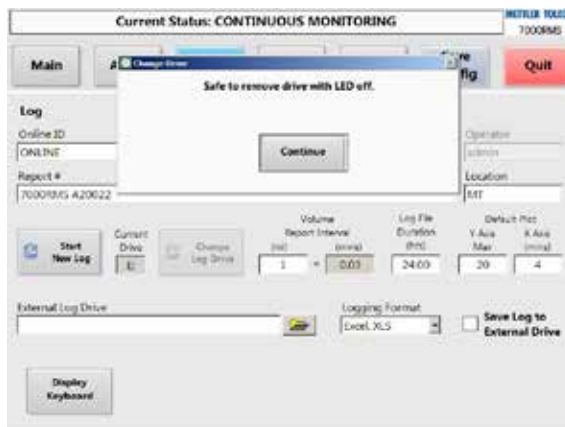 Current Status: CONTINUOUS MONITORING
METTLER TOLEDO
7000RMS
Main
Change Drive
Quit
Safe to remove drive with LED off.
Continue
Log
Online ID
Operator
ONLINE
admin
Report #
Location
7000RMS A20022
MT
Start
New Log
Current
Drive
E:
Change
Log Drive
Volume
Report Interval
(ml)
(mins)
1
=
0.03
Log File
Duration
(hrs)
24.00
Default Plot
Y Axis
Max
X Axis
(mins)
20
4
External Log Drive
Logging Format
Excel, XLS
Save Log to
External Drive
Display
Keyboard